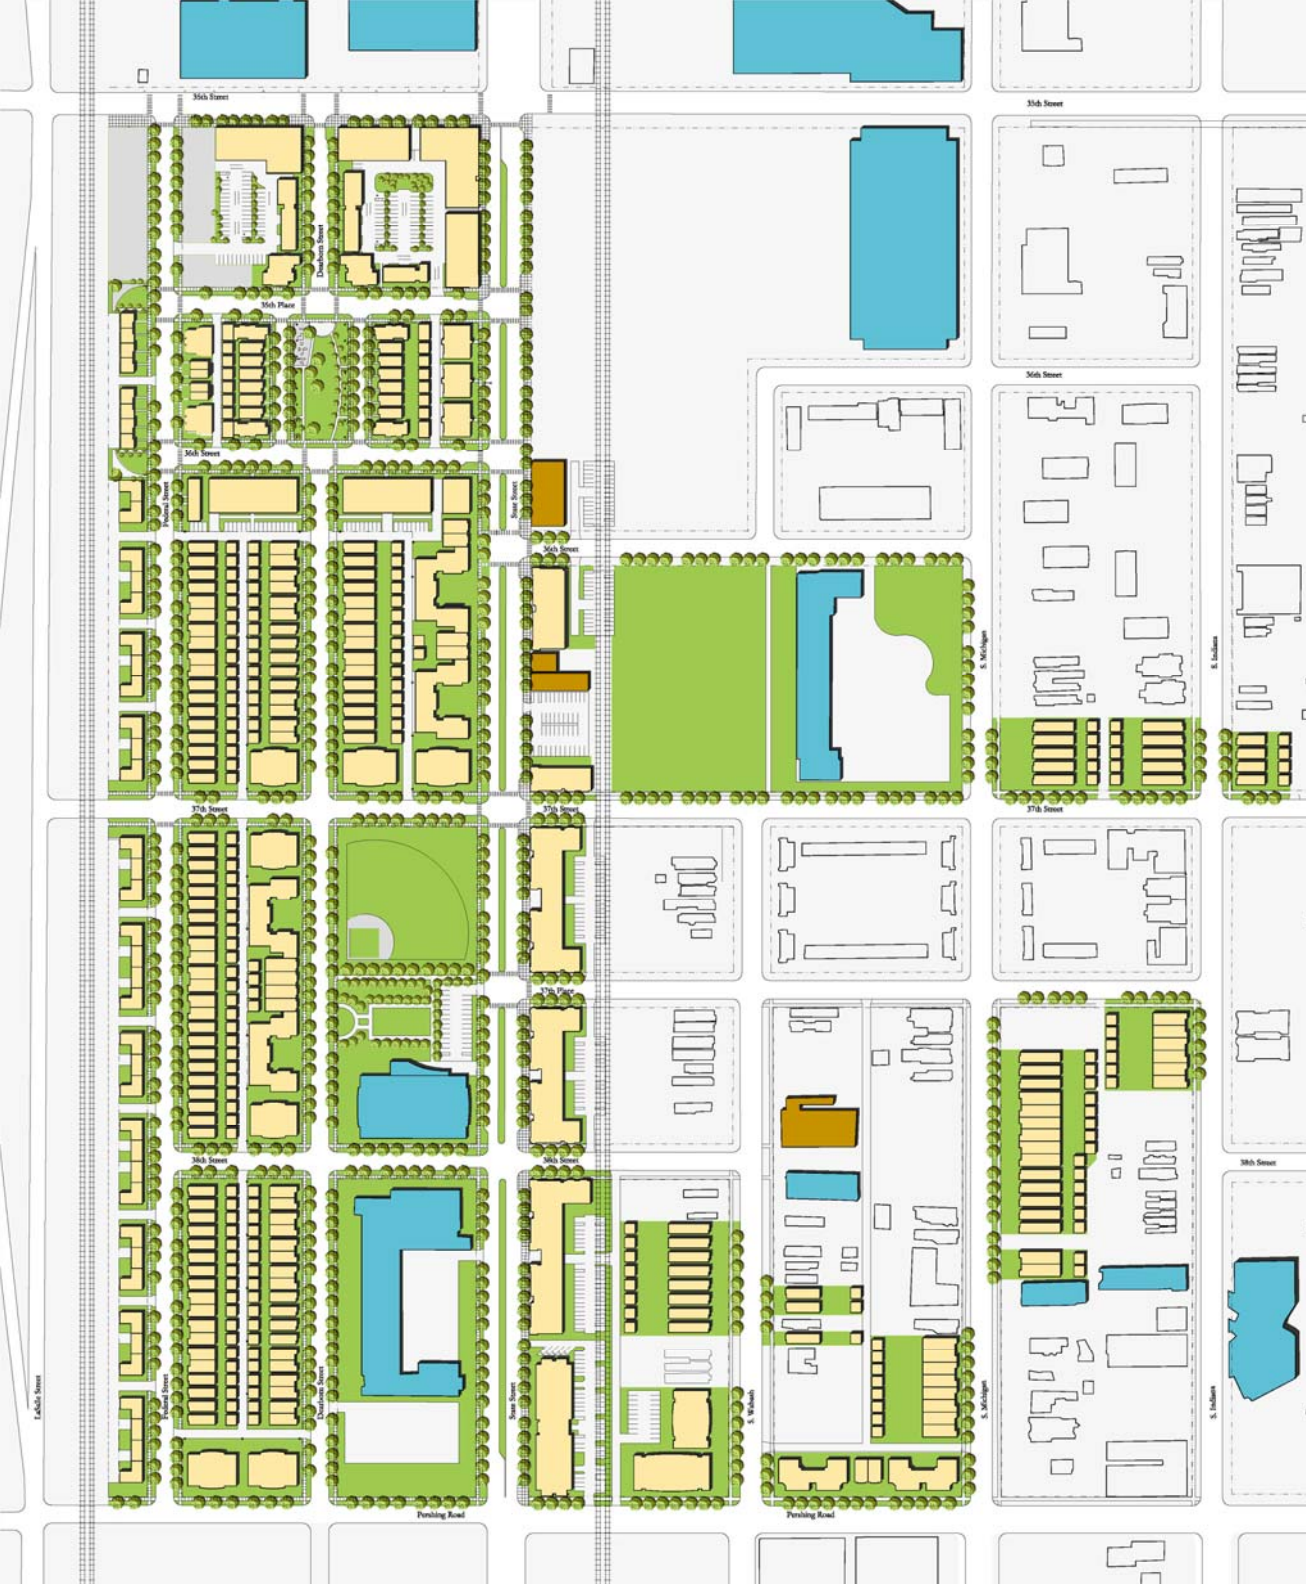 35th Street
35th Street
Dearborn Street
35th Place
36th Street
36th Street
Federal Street
State Street
36th Street
S. Michigan
S. Indiana
37th Street
37th Street
37th Street
37th Place
38th Street
38th Street
38th Street
LaSalle Street
Federal Street
Dearborn Street
State Street
S. Wabash
S. Michigan
S. Indiana
Pershing Road
Pershing Road